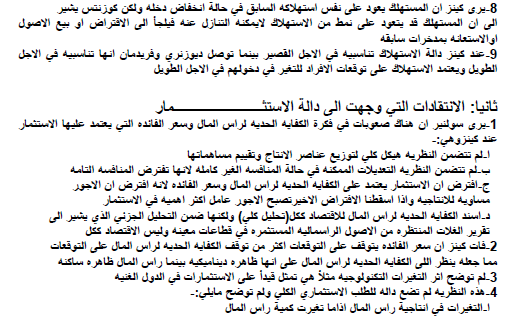 8-يرى كينز ان المستهلك يعود على نفس استهلاكه السابق في حالة انخفاض دخله ولكن كوزنتس يشير
الى ان المستهلك قد يتعود على نمط من الاستهلاك لايمكنه التنازل عنه فيلجأ الى الاقتراض او بيع الاصول
اوالاستعانه بمدخرات سابقه
9-عند كينز دالة الاستهلاك تناسبيه في الاجل القصير بينما توصل ديوزنري وفريدمان انها تناسبيه في الاجل
الطويل ويعتمد الاستهلاك على توقعات الافراد للتغير في دخولهم في الاجل الطويل
ثانيا: الانتقادات التي وجهت الى دالة الاستثـــــــــــــــــمار
1-يرى سولنير ان هناك صعوبات في فكرة الكفايه الحديه لراس المال وسعر الفائده التي يعتمد عليها الاستثمار
عند كينزوهي:-
ا-لم تتضمن النظريه هيكل كلي لتوزيع عناصر الانتاج وتقييم مساهماتها
ب-لم تتضمن النظريه التعديلات الممكنه في حالة المنافسه الغير كامله لانها تفترض المنافسه التامه
ج-افترض ان الاستثمار يعتمد على الكفايه الحديه لراس المال وسعر الفائده لانه افترض ان الاجور
مساويه للانتاجيه واذا اسقطنا الافتراض الاخيرتصبح الاجور عامل اكثر اهميه في الاستثمار
د-اسند الكفايه الحديه لراس المال للاقتصاد ككل(تحليل كلي) ولكنها ضمن التحليل الجزئي الذي يشير الى
تقرير الغلات المنتظره من الاصول الراسماليه المستثمره في قطاعات معينه وليس الاقتصاد ككل
2-فات كينز ان سعر الفائده يتوقف على التوقعات اكثر من توقف الكفايه الحديه لراس المال على التوقعات
مما جعله ينظر اللى الكفايه الحديه لراس المال على انها ظاهره ديناميكيه بينما راس المال ظاهره ساكنه
3-لم توضح اثر التغيرات التكنولوجيه مثلاً هي تمثل قيداً على الاستثمارات في الدول الغنيه
4-هذه النظريه لم تضع داله للطلب الاستثماري الكلي ولم توضح مايلي:-
ا-التغيرات في انتاجية راس المال اذاما تغيرت كمية راس المال